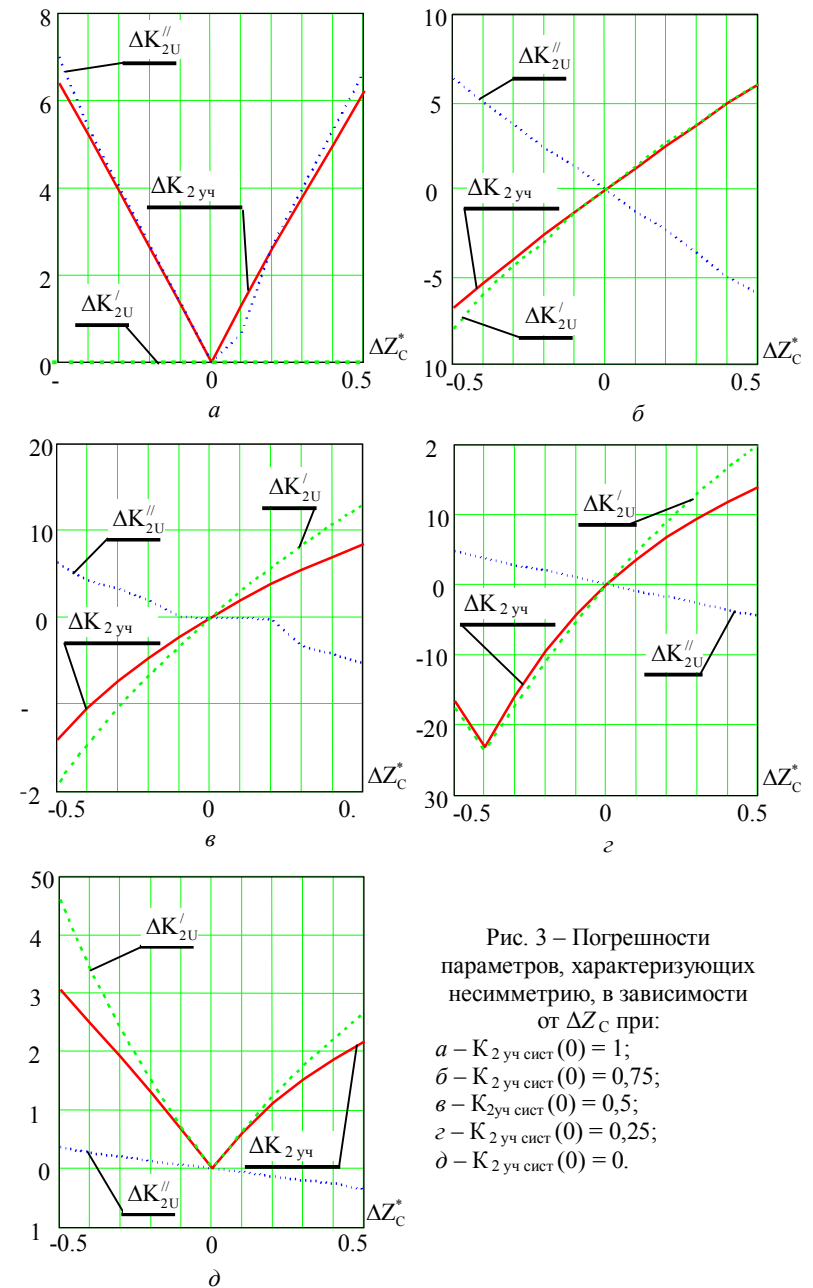 8
6
4
2
0
-
0
0.5
ΔK″2U
ΔK2 уч
ΔK′2U
ΔZ*C
а
10
5
0
-5
10
-0.5
0
0.5
ΔK″2U
ΔK2 уч
ΔK′2U
ΔZ*C
б
20
10
0
-
-2
-0.5
0
0.
ΔK′2U
ΔK″2U
ΔK2 уч
ΔZ*C
в
2
10
0
-10
-20
30
-0.5
0
0.5
ΔK′2U
ΔK2 уч
ΔK″2U
ΔZ*C
г
50
4
3
2
1
0
1
-0.5
0
0.5
ΔK′2U
ΔK2 уч
ΔK″2U
ΔZ*C
д
Рис. 3 – Погрешности
параметров, характеризующих
несимметрию, в зависимости
от ΔZC при:
а – К2 уч сист(0) = 1;
б – К2 уч сист(0) = 0,75;
в – К2уч сист(0) = 0,5;
г – К2 уч сист(0) = 0,25;
д – К2 уч сист(0) = 0.